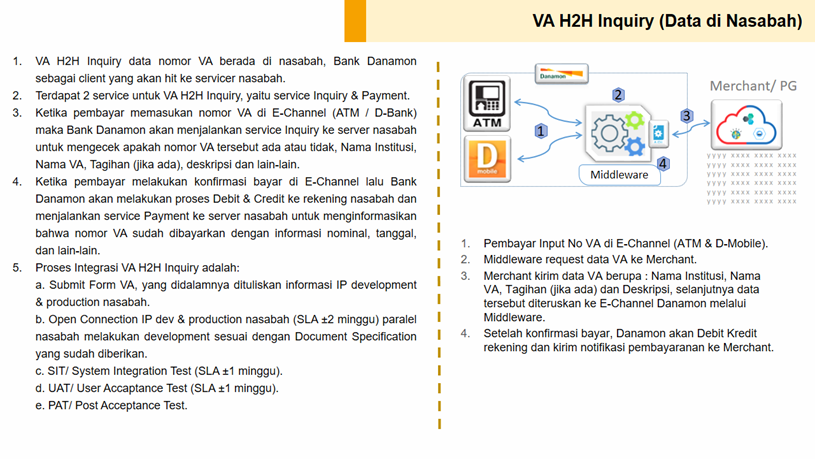 VA H2H Inquiry (Data di Nasabah)
1. VA H2H Inquiry data nomor VA berada di nasabah, Bank Danamon
sebagai client yang akan hit ke servicer nasabah.
2. Terdapat 2 service untuk VA H2H Inquiry, yaitu service Inquiry & Payment.
3. Ketika pembayar memasukan nomor VA di E-Channel (ATM / D-Bank)
maka Bank Danamon akan menjalankan service Inquiry ke server nasabah
untuk mengecek apakah nomor VA tersebut ada atau tidak, Nama Institusi,
Nama VA, Tagihan (jika ada), deskripsi dan lain-lain.
4. Ketika pembayar melakukan konfirmasi bayar di E-Channel lalu Bank
Danamon akan melakukan proses Debit & Credit ke rekening nasabah dan
menjalankan service Payment ke server nasabah untuk menginformasikan
bahwa nomor VA sudah dibayarkan dengan informasi nominal, tanggal,
dan lain-lain.
5. Proses Integrasi VA H2H Inquiry adalah:
a. Submit Form VA, yang didalamnya dituliskan informasi IP development
& production nasabah.
b. Open Connection IP dev & production nasabah (SLA ±2 minggu) paralel
nasabah melakukan development sesuai dengan Document Specification
yang sudah diberikan.
c. SIT/ System Integration Test (SLA ±1 minggu).
d. UAT/ User Accaptance Test (SLA ±1 minggu).
e. PAT/ Post Acceptance Test.
Danamon
ATM
D
mobile
1
2
3
4
Middleware
Merchant/ PG
yyyy xxxx xxxx xxxx
yyyy xxxx xxxx xxxx
yyyy xxxx xxxx xxxx
yyyy xxxx xxxx xxxx
yyyy xxxx xxxx xxxx
yyyy xxxx xxxx xxxx
1. Pembayar Input No VA di E-Channel (ATM & D-Mobile).
2. Middleware request data VA ke Merchant.
3. Merchant kirim data VA berupa : Nama Institusi, Nama
VA, Tagihan (jika ada) dan Deskripsi, selanjutnya data
tersebut diteruskan ke E-Channel Danamon melalui
Middleware.
4. Setelah konfirmasi bayar, Danamon akan Debit Kredit
rekening dan kirim notifikasi pembayaranan ke Merchant.